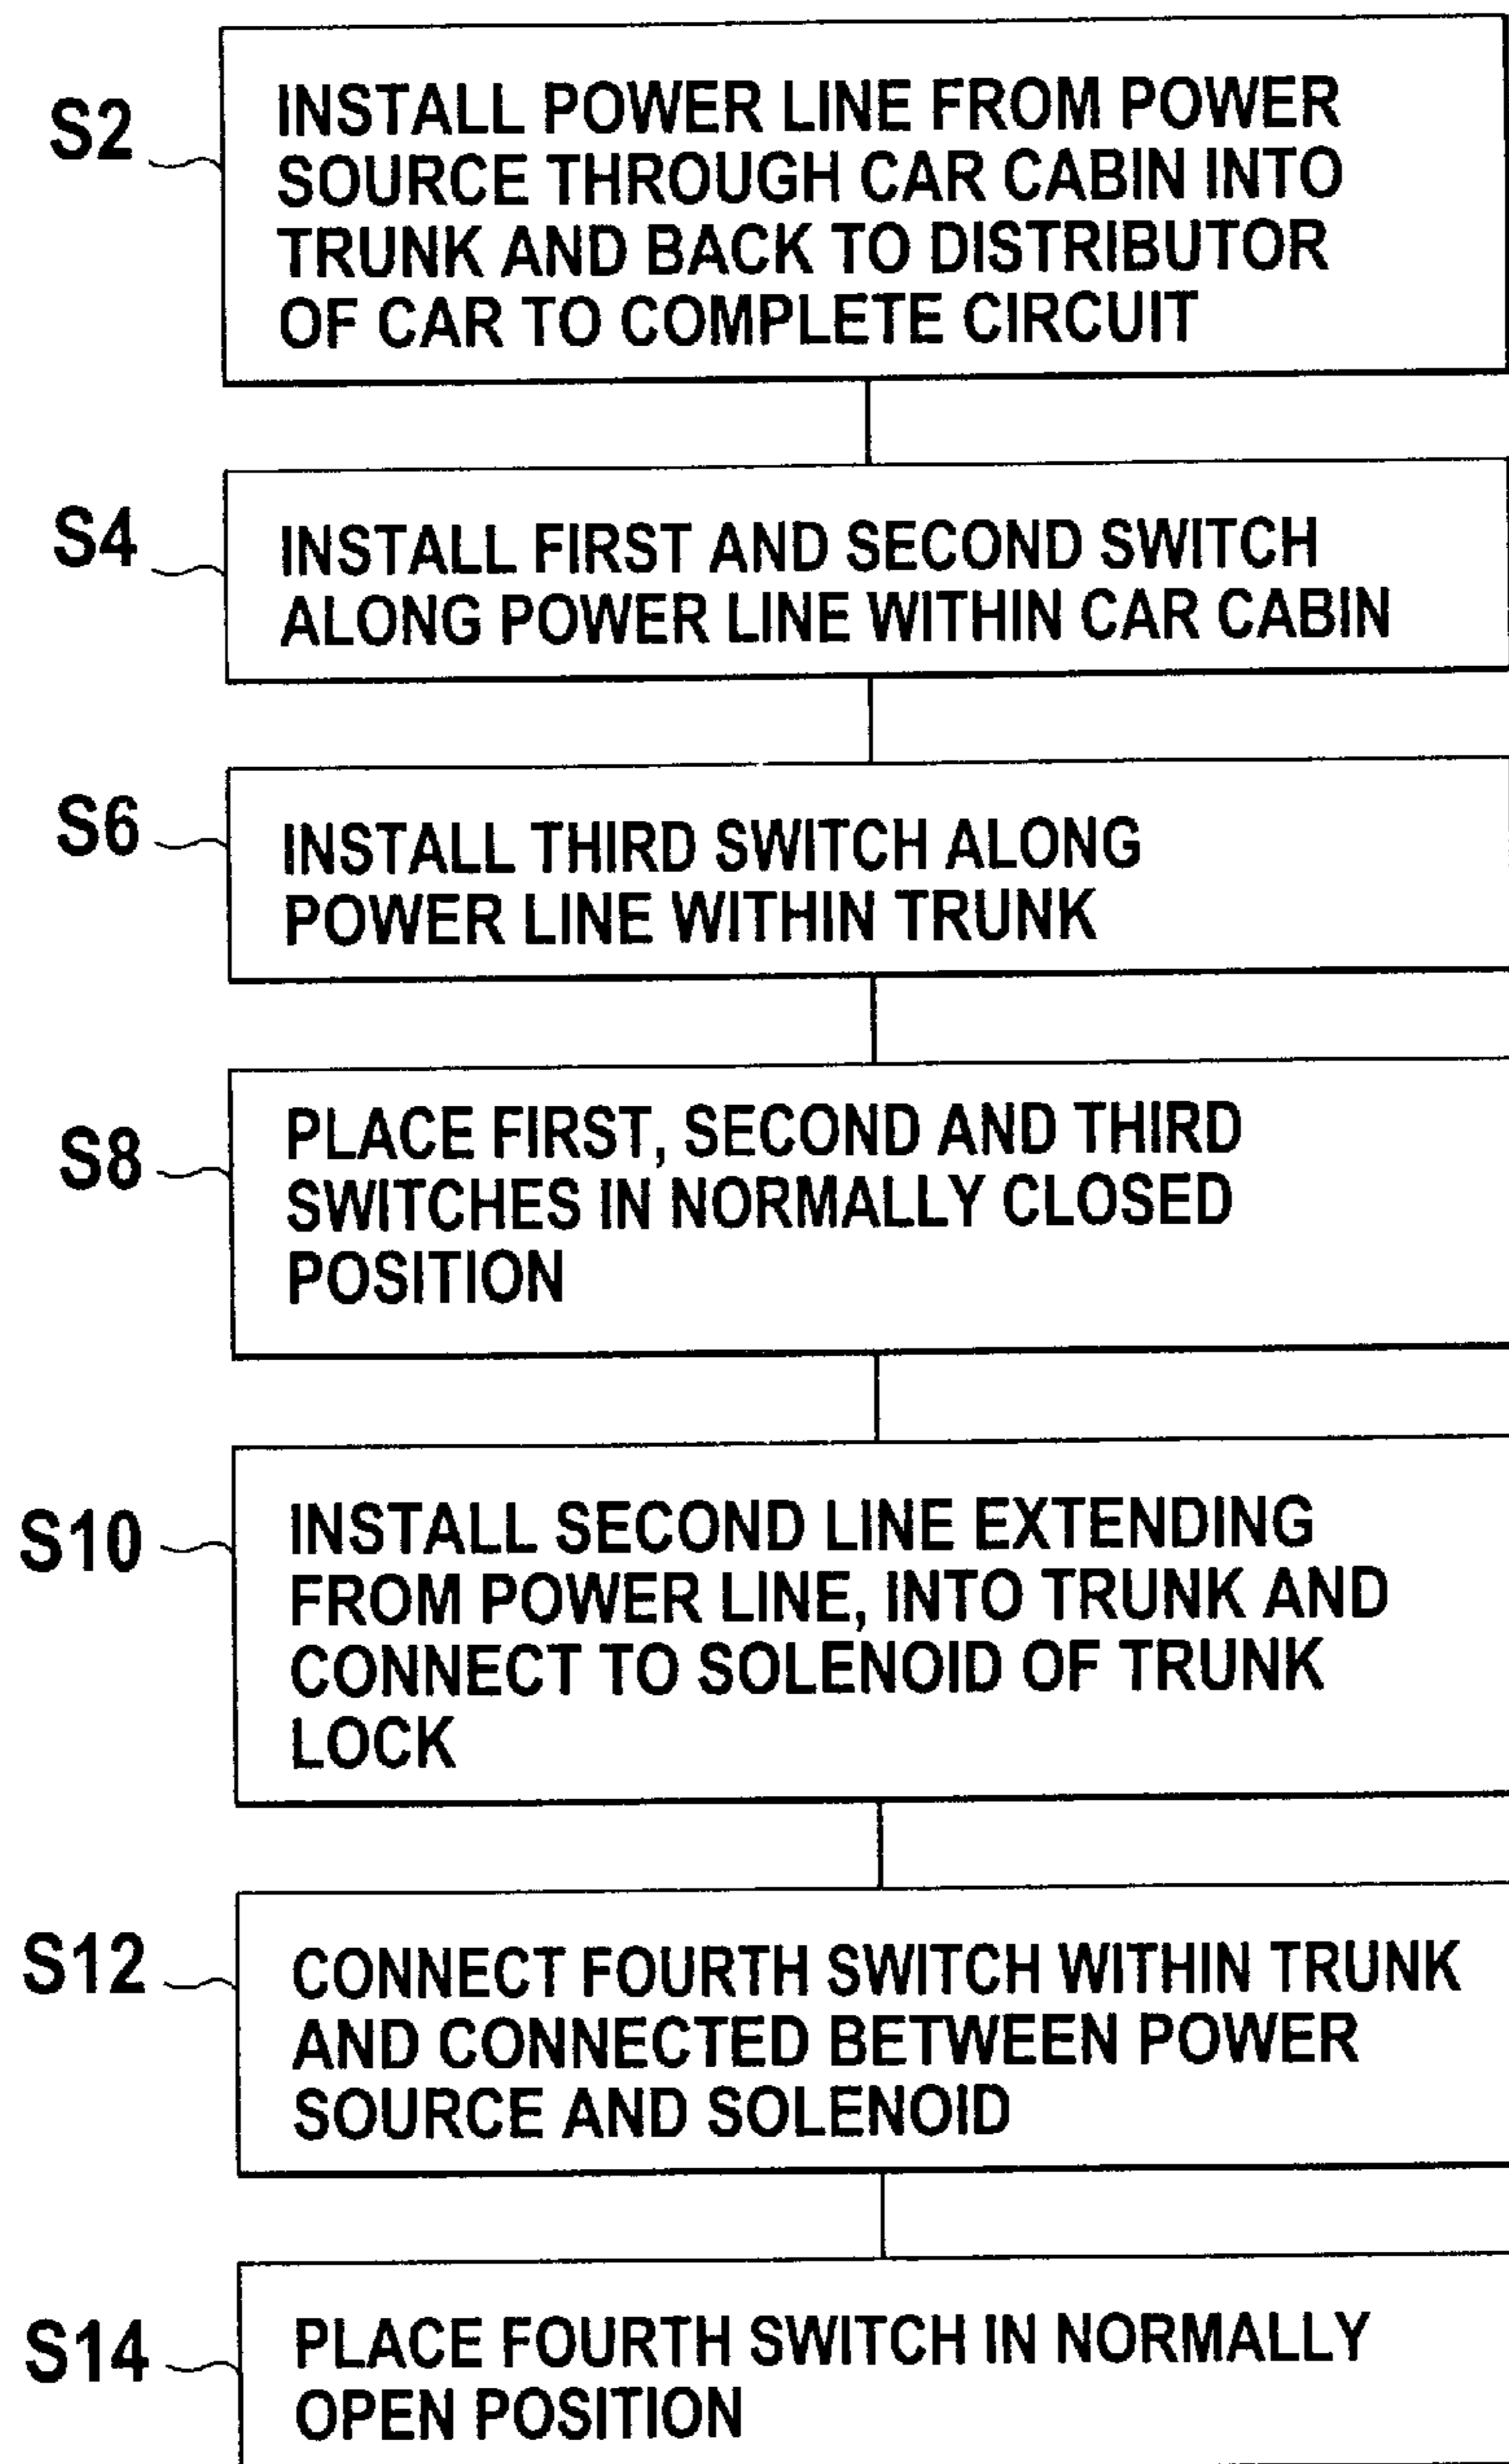 S2
INSTALL POWER LINE FROM POWER
SOURCE THROUGH CAR CABIN INTO
TRUNK AND BACK TO DISTRIBUTOR
OF CAR TO COMPLETE CIRCUIT
S4
INSTALL FIRST AND SECOND SWITCH
ALONG POWER LINE WITHIN CAR CABIN
S6
INSTALL THIRD SWITCH ALONG
POWER LINE WITHIN TRUNK
S8
PLACE FIRST, SECOND AND THIRD
SWITCHES IN NORMALLY CLOSED
POSITION
S10
INSTALL SECOND LINE EXTENDING
FROM POWER LINE, INTO TRUNK AND
CONNECT TO SOLENOID OF TRUNK
LOCK
S12
CONNECT FOURTH SWITCH WITHIN TRUNK
AND CONNECTED BETWEEN POWER
SOURCE AND SOLENOID
S14
PLACE FOURTH SWITCH IN NORMALLY
OPEN POSITION